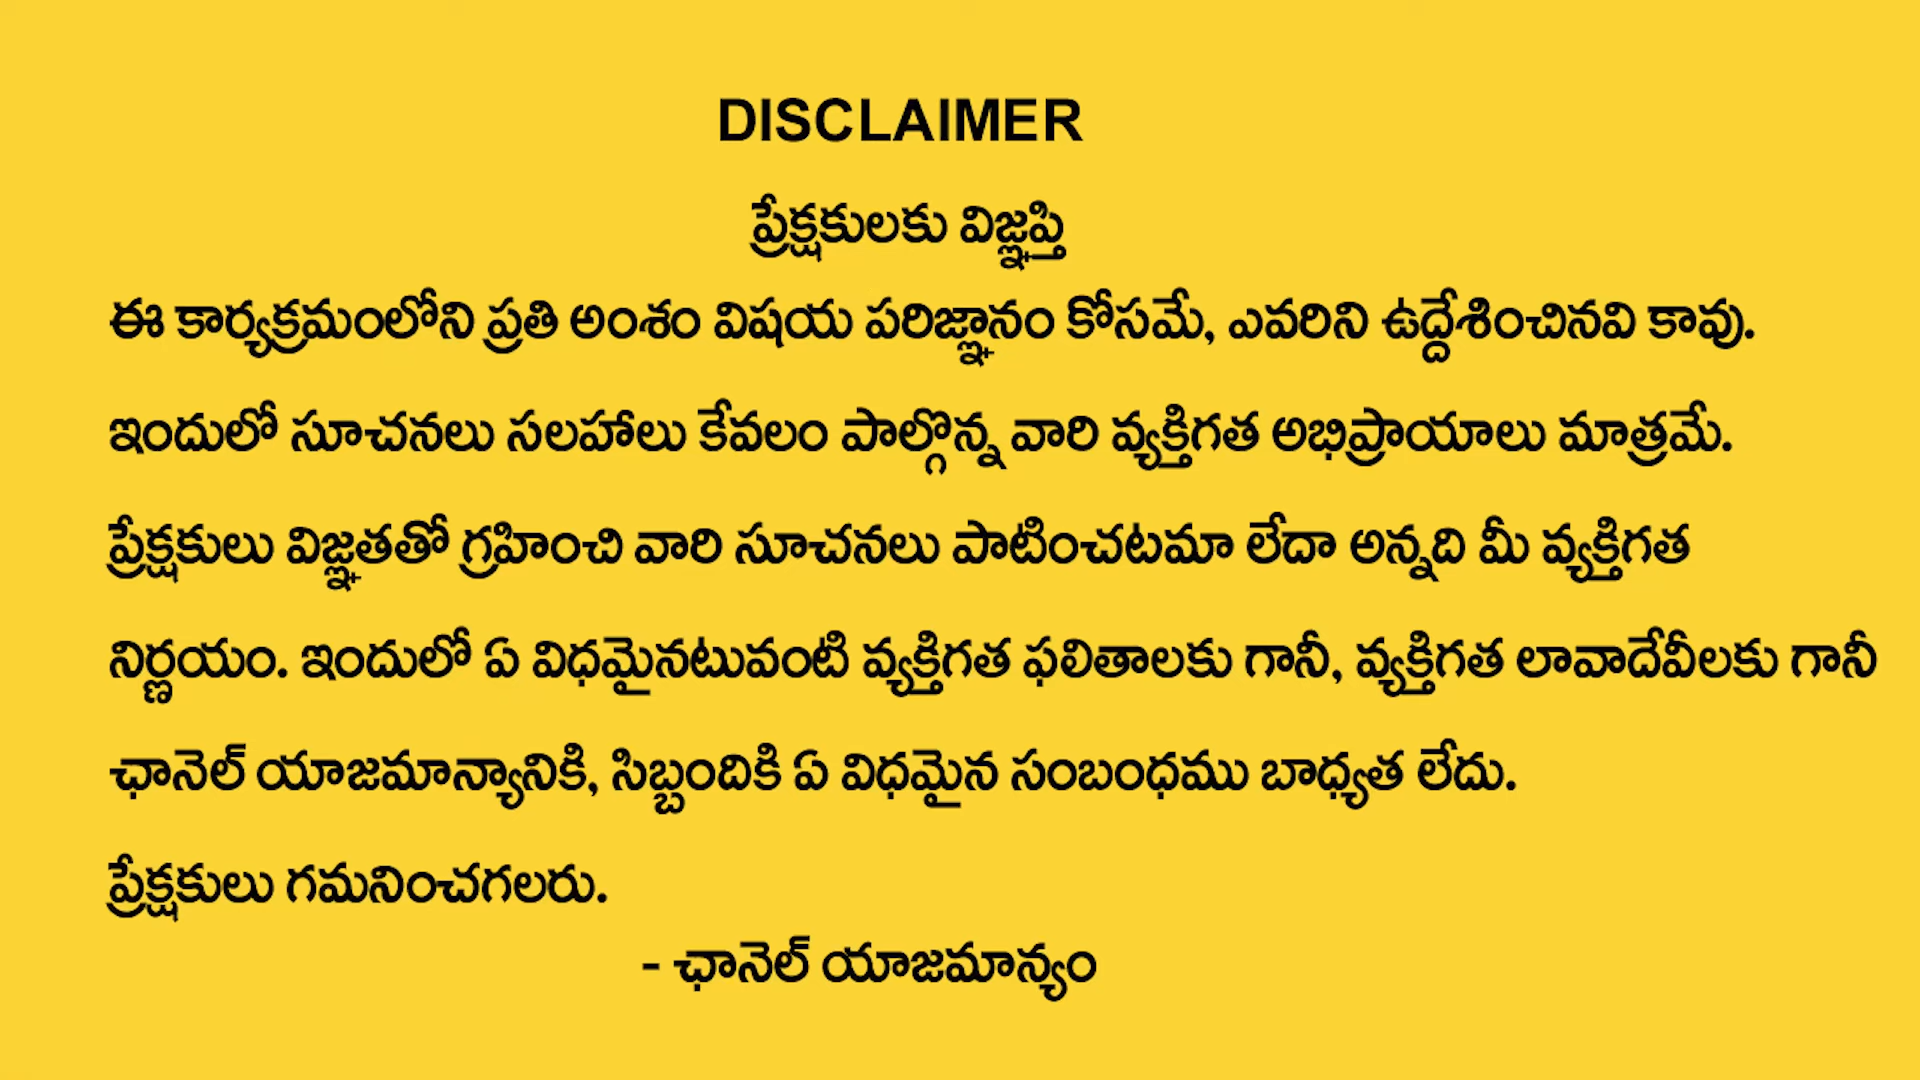 DISCLAIMER
ప్రేక్షకులకు విజ్ఞప్తి
ఈ కార్యక్రమంలోని ప్రతి అంశం విషయ పరిజ్ఞానం కోసమే, ఎవరిని ఉద్దేశించినవి కావు.
ఇందులో సూచనలు సలహాలు కేవలం పాల్గొన్న వారి వ్యక్తిగత అభిప్రాయాలు మాత్రమే.
ప్రేక్షకులు విజ్ఞతతో గ్రహించి వారి సూచనలు పాటించటమా లేదా అన్నది మీ వ్యక్తిగత
నిర్ణయం. ఇందులో ఏ విధమైనటువంటి వ్యక్తిగత ఫలితాలకు గానీ, వ్యక్తిగత లావాదేవీలకు గానీ
ఛానెల్ యాజమాన్యానికి, సిబ్బందికి ఏ విధమైన సంబంధము బాధ్యత లేదు.
ప్రేక్షకులు గమనించగలరు.
- ఛానెల్ యాజమాన్యం